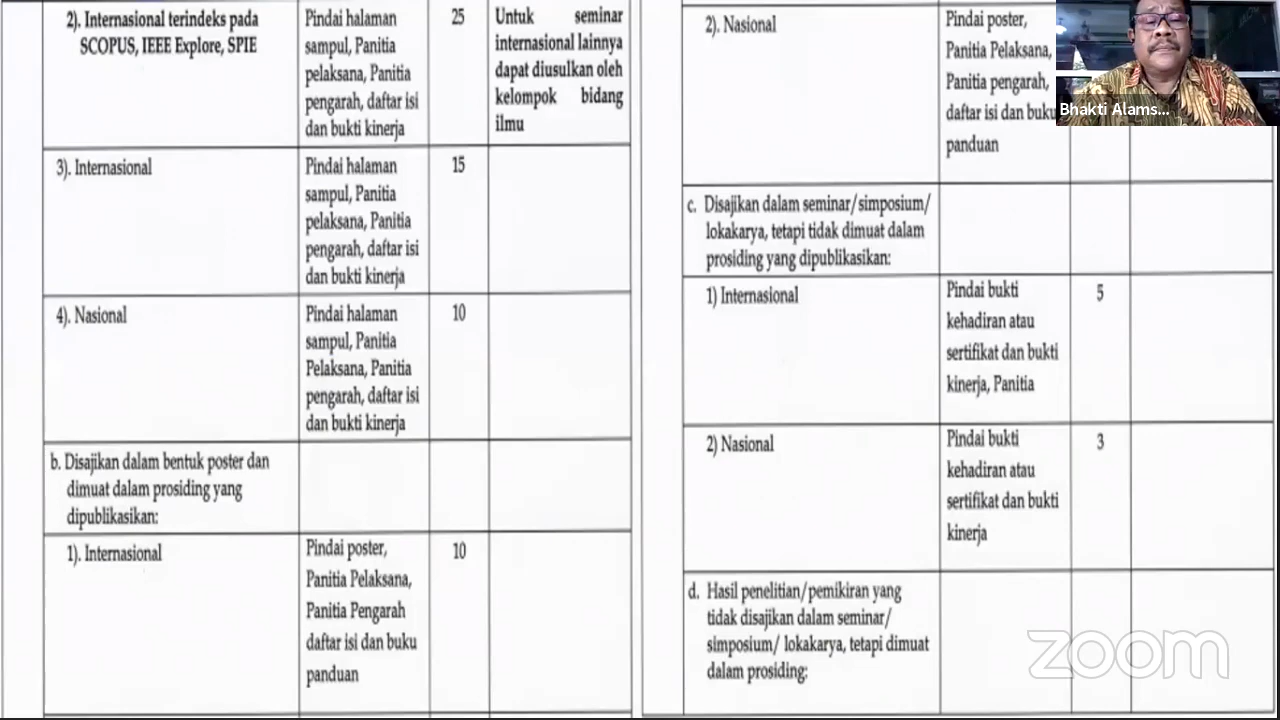 2). Internasional terindeks pada
SCOPUS, IEEE Explore, SPIE
Pindai halaman
sampul, Panitia
pelaksana, Panitia
pengarah, daftar isi
dan bukti kinerja
25
Untuk seminar
internasional lainnya
dapat diusulkan oleh
kelompok bidang
ilmu
3). Internasional
Pindai halaman
sampul, Panitia
pelaksana, Panitia
pengarah, daftar isi
dan bukti kinerja
15
4). Nasional
Pindai halaman
sampul, Panitia
Pelaksana, Panitia
pengarah, daftar isi
dan bukti kinerja
10
b. Disajikan dalam bentuk poster dan
dimuat dalam prosiding yang
dipublikasikan:
1). Internasional
Pindai poster,
Panitia Pelaksana,
Panitia Pengarah
daftar isi dan buku
panduan
10
2). Nasional
Pindai poster,
Panitia Pelaksana,
Panitia pengarah,
daftar isi dan buku
panduan
c. Disajikan dalam seminar/simposium/
lokakarya, tetapi tidak dimuat dalam
prosiding yang dipublikasikan:
1) Internasional
Pindai bukti
kehadiran atau
sertifikat dan bukti
kinerja, Panitia
5
2) Nasional
Pindai bukti
kehadiran atau
sertifikat dan bukti
kinerja
3
d. Hasil penelitian/pemikiran yang
tidak disajikan dalam seminar/
simposium/ lokakarya, tetapi dimuat
dalam prosiding:
Bhakti Alams...
zoom